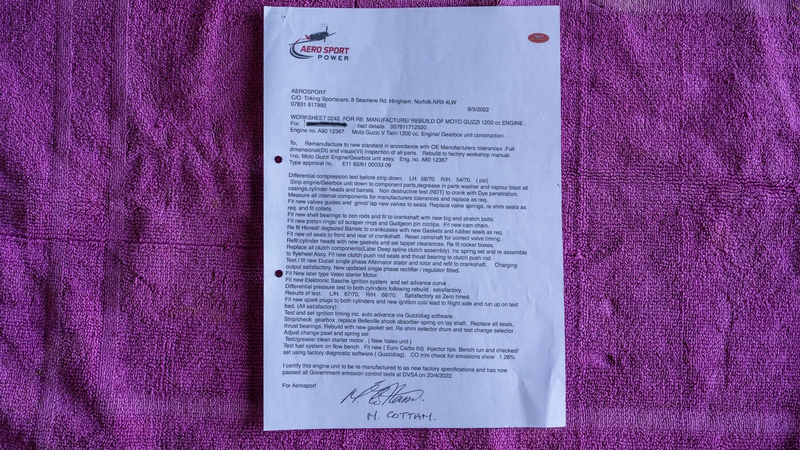 AERO SPORT
POWER
AEROSPORT
C/O Triking Sportscars, 8 Seamere Rd. Hingham. Norfolk.NR9 4LW
07831 817992
9/3/2022
WORKSHEET 0242. FOR RE MANUFACTURE/ REBUILD OF MOTO GUZZI 1200 cc ENGINE .
For act details. 007811712520.
Engine no. A80 12367 Moto Guzzi V Twin 1200 cc. Engine/ Gearbox unit construction.
To, Remanufacture to new standard in accordance with OE Manufacturers tolerances .Full
dimensional(DI) and visual(VI) inspection of all parts. Rebuild to factory workshop manual.
1no. Moto Guzzi Engine/Gearbox unit assy. Eng. no. A80 12367
Type approval no, E11 92/61 00033 06
Differential compression test before strip down. LH. 58/70 R/H. 54/70. ( psi)
Strip engine/Gearbox unit down to component parts,degrease in parts washer and vapour blast all
casings,cylinder heads and barrels. Non destructive test (NDT) to crank with Dye penetration.
Measure all internal components for manufacturers tolerances and replace as req.
Fit new valves guides and grind/ lap new valves to seats. Replace valve springs, re shim seats as
req. and fit collets.
Fit new shell bearings to con rods and fit to crankshaft with new big end stretch bolts.
Fit new piston rings/ oil scraper rings and Gudgeon pin circlips. Fit new cam chain.
Re fit Honed/ deglazed Barrels to crankcases with new Gaskets and rubber seals as req.
Fit new oil seals to front and rear of crankshaft . Reset camshaft for correct valve timing.
Refit cylinder heads with new gaskets and set tappet clearances. Re fit rocker boxes.
Replace all clutch components(Later Deep spline clutch assembly), inc spring set and re assemble
to flywheel Assy. Fit new clutch push rod seals and thrust bearing to clutch push rod.
Test / fit new Ducati single phase Alternator stator and rotor and refit to crankshaft. Charging
output satisfactory. New updated single phase rectifier / regulator fitted.
Fit New later type Valeo starter Motor.
Fit new Elektronic Sasche ignition system and set advance curve .
Differential pressure test to both cylinders following rebuild satisfactory.
Results of test. L/H. 67/70. R/H. 68/70. Satisfactory as Zero timed.
Fit new spark plugs to both cylinders and new ignition coil/ lead to Right side and run up on test
bed. (All satisfactory)
Test and set ignition timing inc. auto advance via Guzzidiag software.
Strip/check gearbox ,replace Belleville shock absorber spring on lay shaft. Replace all seals,
thrust bearings. Rebuild with new gasket set. Re shim selector drum and test change selector .
Adjust change pawl and spring set
Test/grease/ clean starter motor . ( New Valeo unit )
Test fuel system on flow bench . Fit new ( Euro Carbs ltd) Injector tips. Bench run and checked/
set using factory diagnostic software ( Guzzidiag). CO trim check for emissions show 1.26%
I certify this engine unit to be re manufactured to as new factory specifications and has now
passed all Government emission control tests at DVSA on 20/4/2022.
For Aerosport
M. COTTAM.